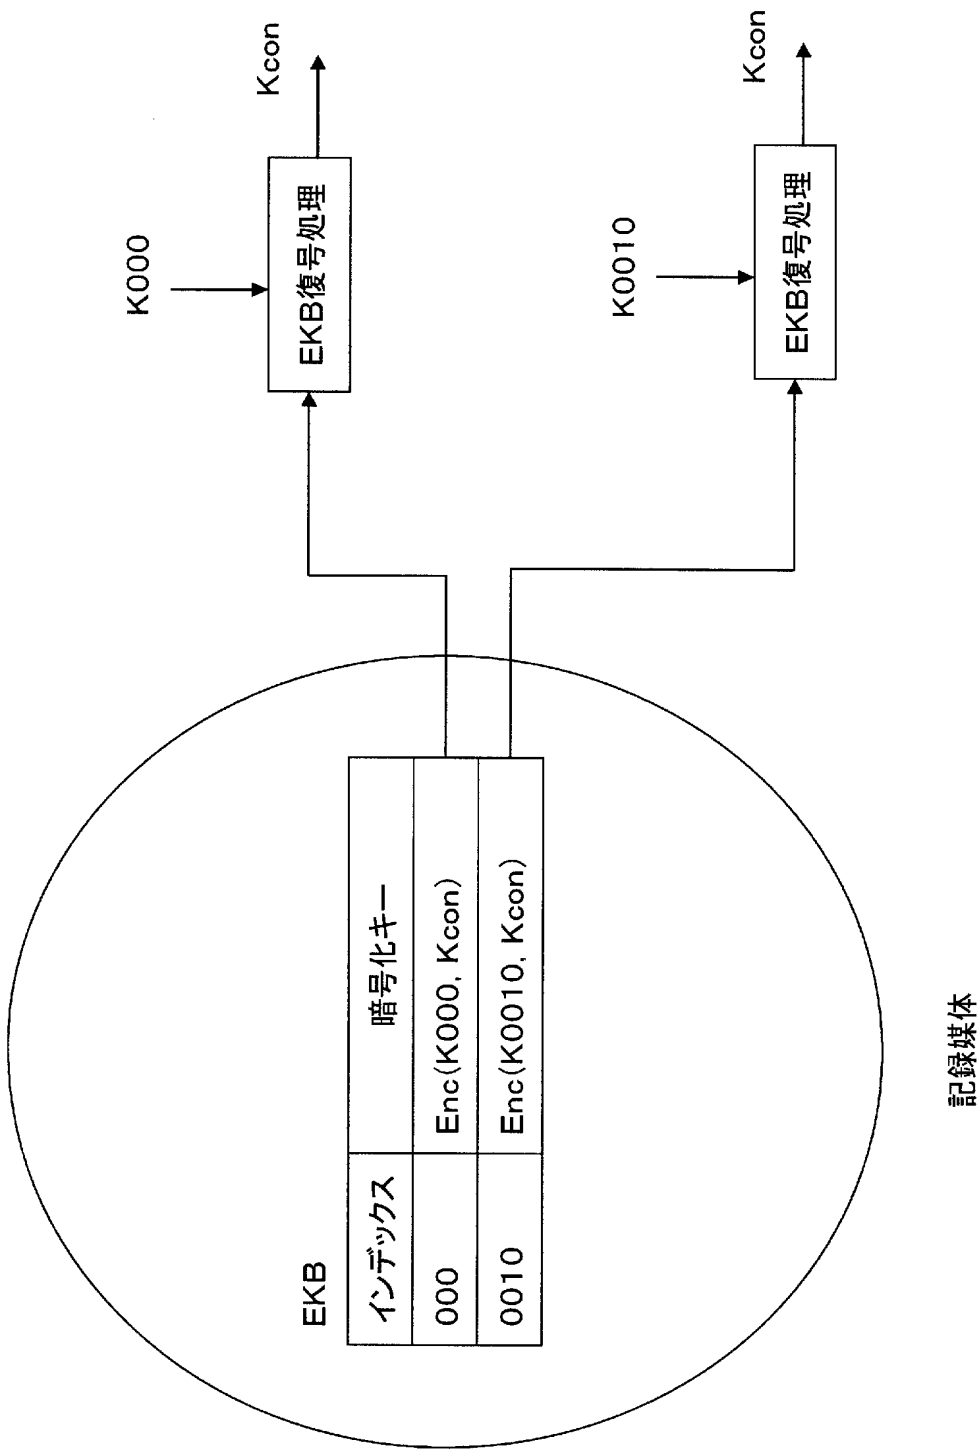 EKB
インデックス 暗号化キー
000 Enc(K000, Kcon)
0010 Enc(K0010, Kcon)
K000
EKB復号処理
Kcon
K0010
EKB復号処理
Kcon
記録媒体